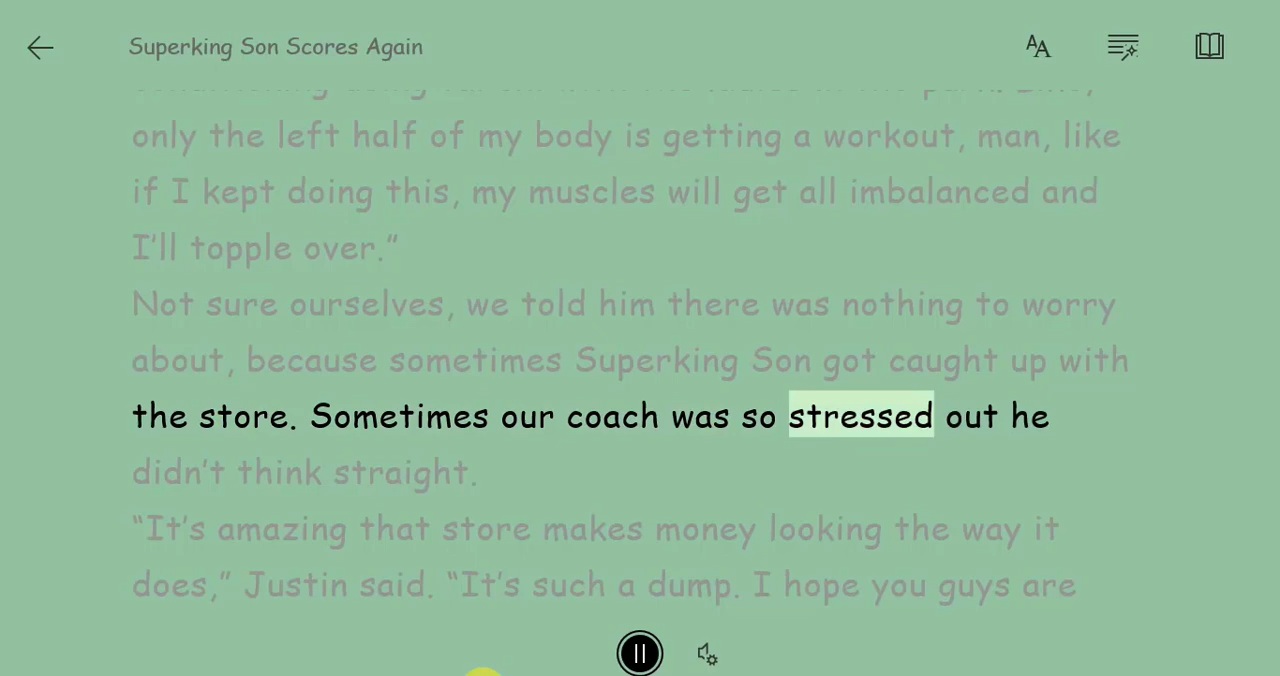 Superking Son Scores Again
only the left half of my body is getting a workout, man, like
if I kept doing this, my muscles will get all imbalanced and
I'll topple over.”
Not sure ourselves, we told him there was nothing to worry
about, because sometimes Superking Son got caught up with
the store. Sometimes our coach was so stressed out he
didn't think straight.
“It's amazing that store makes money looking the way it
does,” Justin said. “It's such a dump. I hope you guys are